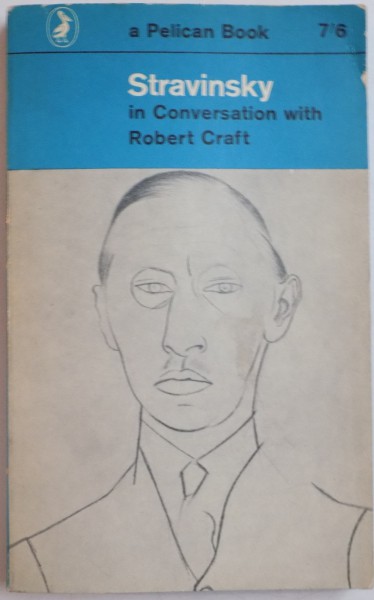 a Pelican Book 7/6
Stravinsky
in Conversation with
Robert Craft